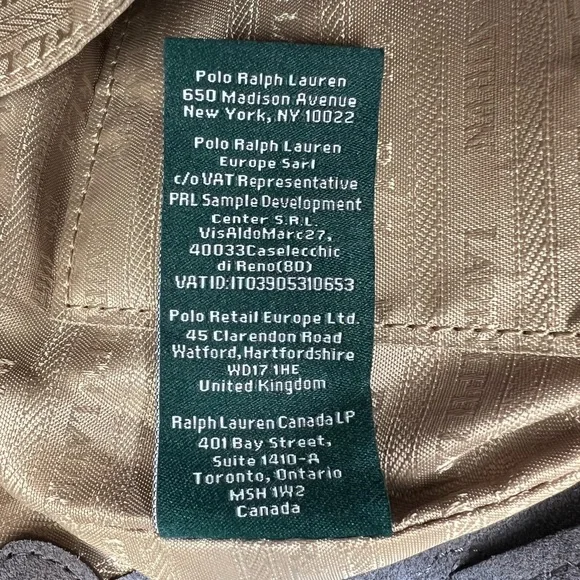 Polo Ralph Lauren
650 Madison Avenue
New York, NY 10022
Polo Ralph Lauren
Europe Sarl
c/o VAT Representative
PRL Sample Development
Center S.R.L.
VisAldoMarc27,
40033Caselecchic
di Reno(80)
VATID:IT03905310653
Polo Retail Europe Ltd.
45 Clarendon Road
Watford,Hartfordshire
WD17 1HE
United Kingdom
Ralph Lauren Canada LP
401 Bay Street,
Suite 1410-A
Toronto, Ontario
MSH 1W2
Canada